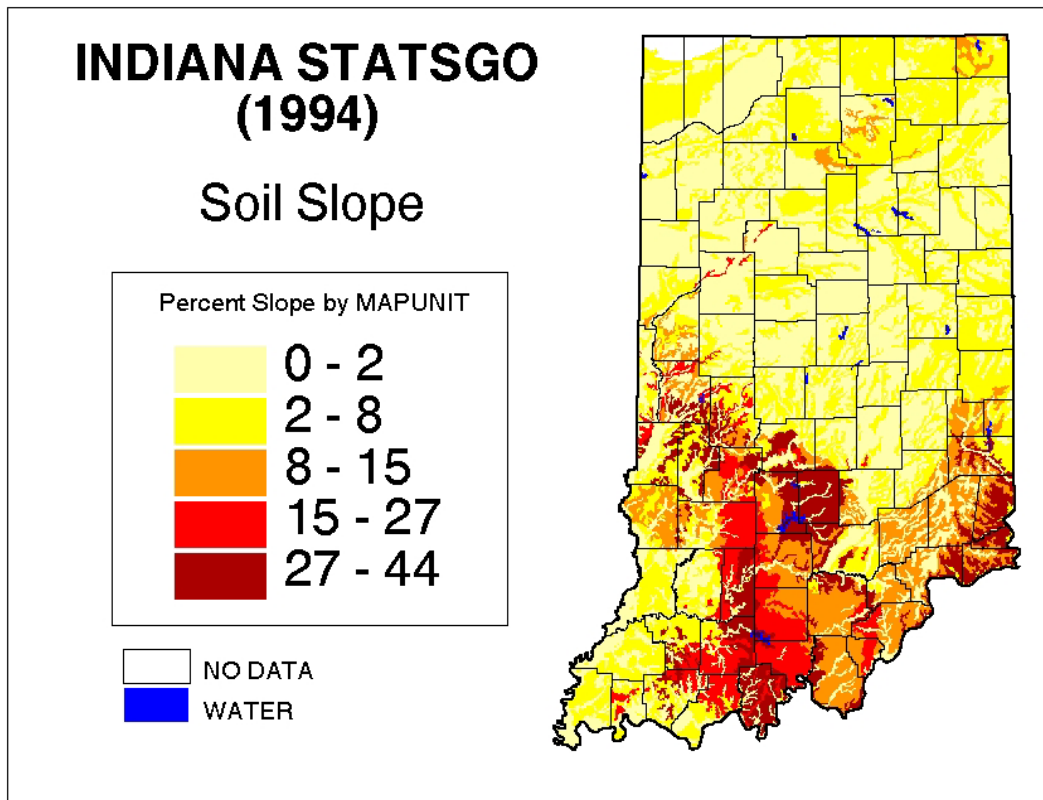 INDIANA STATSGO
(1994)
Soil Slope
Percent Slope by MAPUNIT
0 - 2
2 - 8
8 - 15
15 - 27
27 - 44
NO DATA
WATER